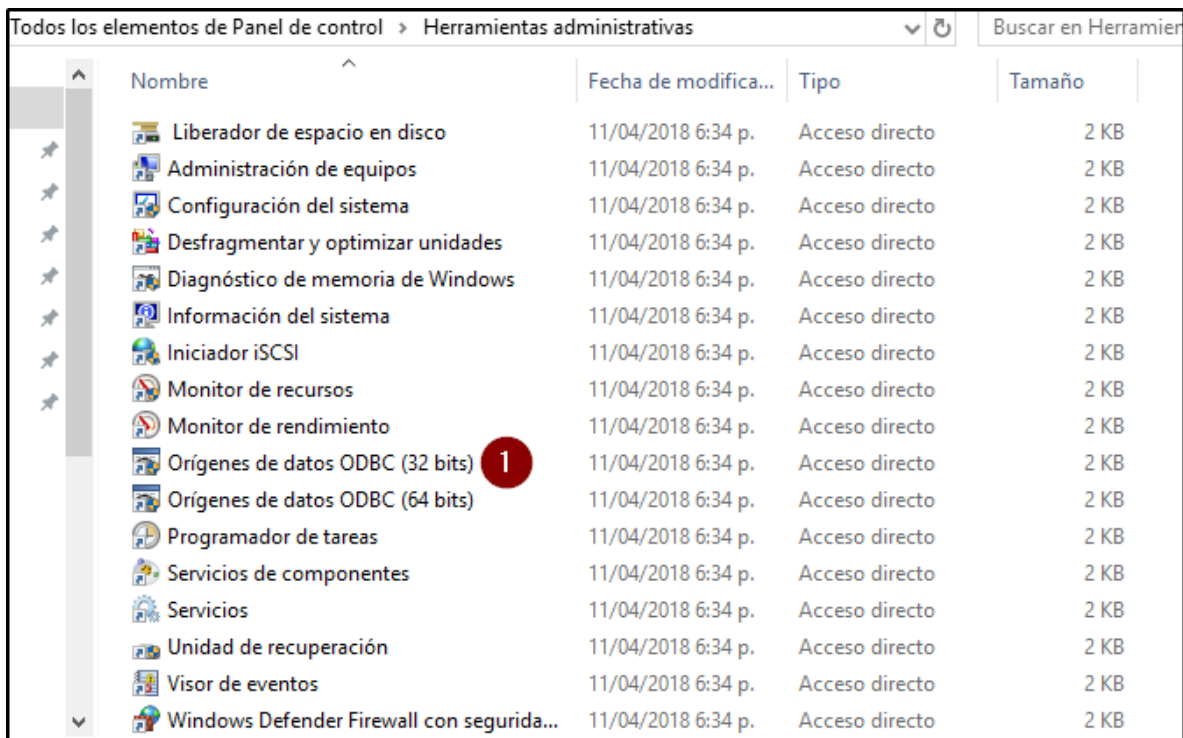 Todos los elementos de Panel de control > Herramientas administrativas Buscar en Herramien
Nombre Fecha de modifica... Tipo Tamaño
Liberador de espacio en disco 11/04/2018 6:34 p. Acceso directo 2 KB
Administración de equipos 11/04/2018 6:34 p. Acceso directo 2 KB
Configuración del sistema 11/04/2018 6:34 p. Acceso directo 2 KB
Desfragmentar y optimizar unidades 11/04/2018 6:34 p. Acceso directo 2 KB
Diagnóstico de memoria de Windows 11/04/2018 6:34 p. Acceso directo 2 KB
Información del sistema 11/04/2018 6:34 p. Acceso directo 2 KB
Iniciador iSCSI 11/04/2018 6:34 p. Acceso directo 2 KB
Monitor de recursos 11/04/2018 6:34 p. Acceso directo 2 KB
Monitor de rendimiento 11/04/2018 6:34 p. Acceso directo 2 KB
Orígenes de datos ODBC (32 bits) 1 11/04/2018 6:34 p. Acceso directo 2 KB
Orígenes de datos ODBC (64 bits) 11/04/2018 6:34 p. Acceso directo 2 KB
Programador de tareas 11/04/2018 6:34 p. Acceso directo 2 KB
Servicios de componentes 11/04/2018 6:34 p. Acceso directo 2 KB
Servicios 11/04/2018 6:34 p. Acceso directo 2 KB
Unidad de recuperación 11/04/2018 6:34 p. Acceso directo 2 KB
Visor de eventos 11/04/2018 6:34 p. Acceso directo 2 KB
Windows Defender Firewall con segurida... 11/04/2018 6:34 p. Acceso directo 2 KB